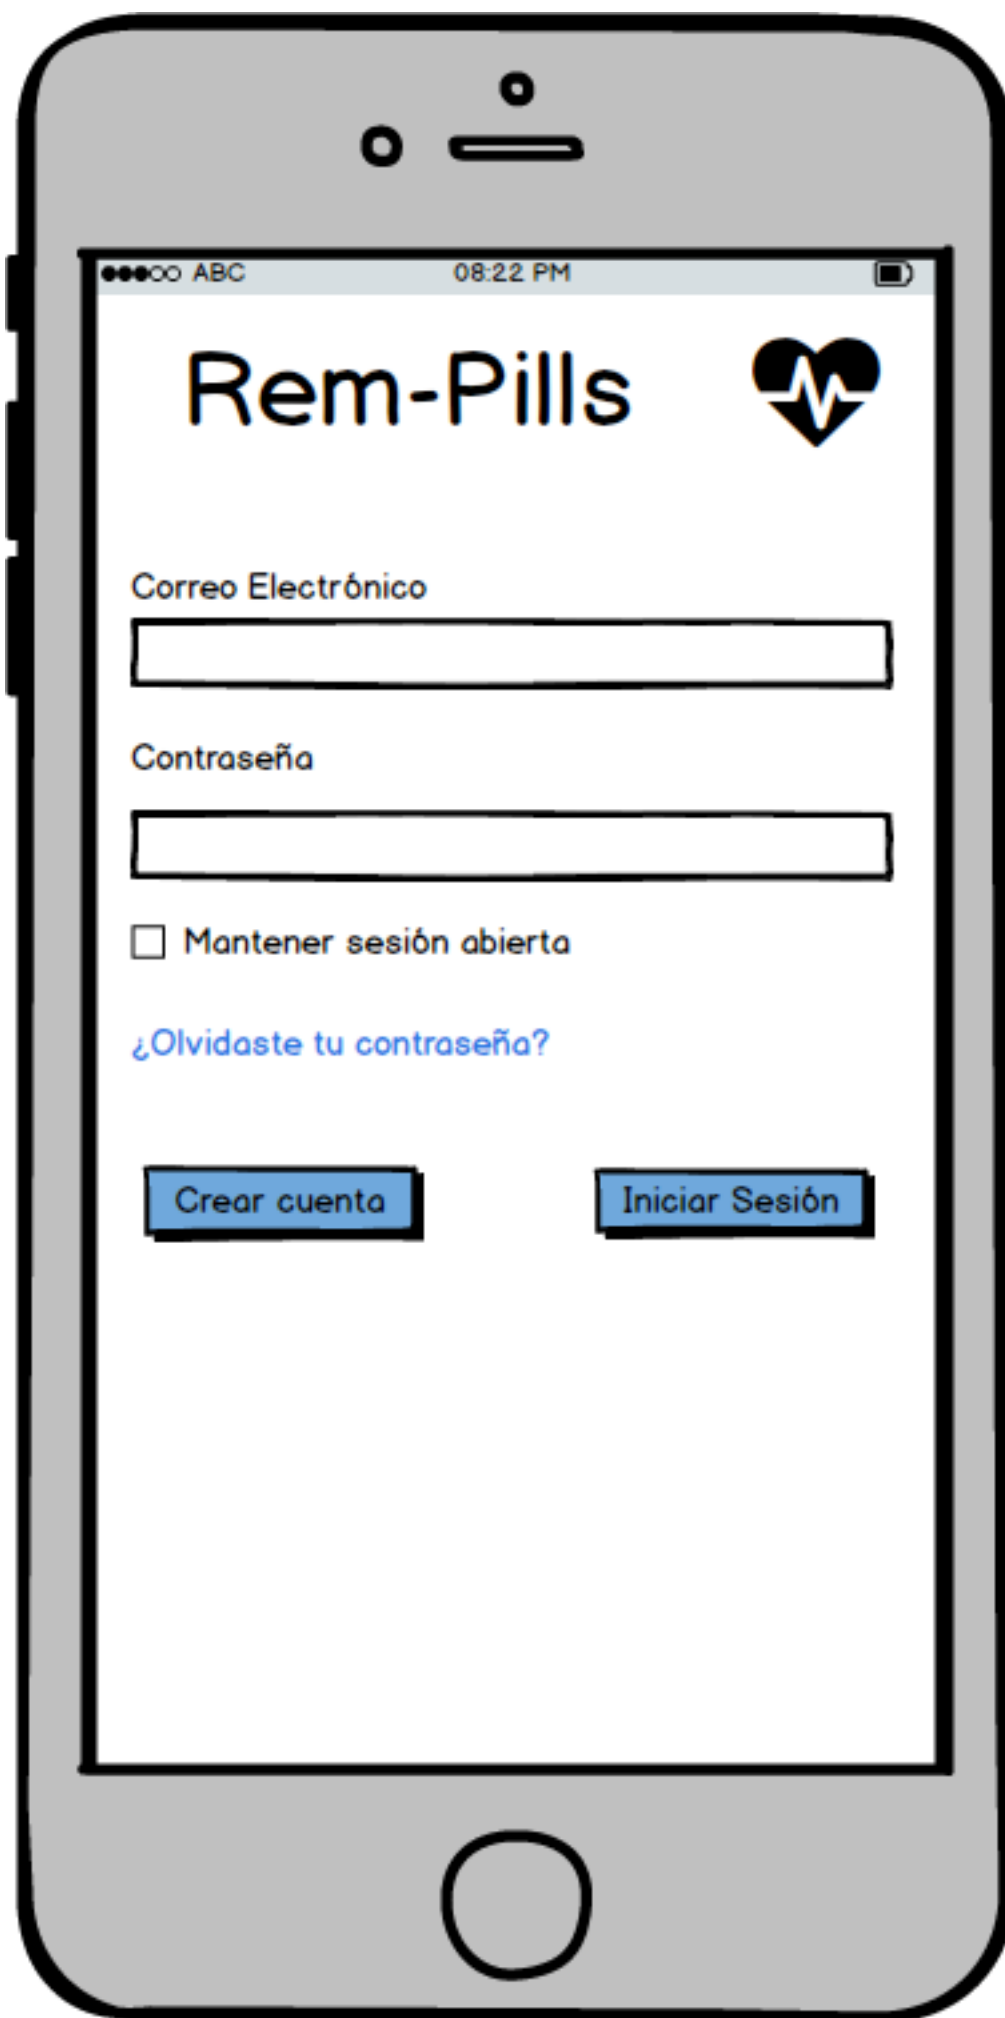 ABC 08:22 PM
Rem-Pills
Correo Electrónico
Contraseña
Mantener sesión abierta
¿Olvidaste tu contraseña?
Crear cuenta Iniciar Sesión